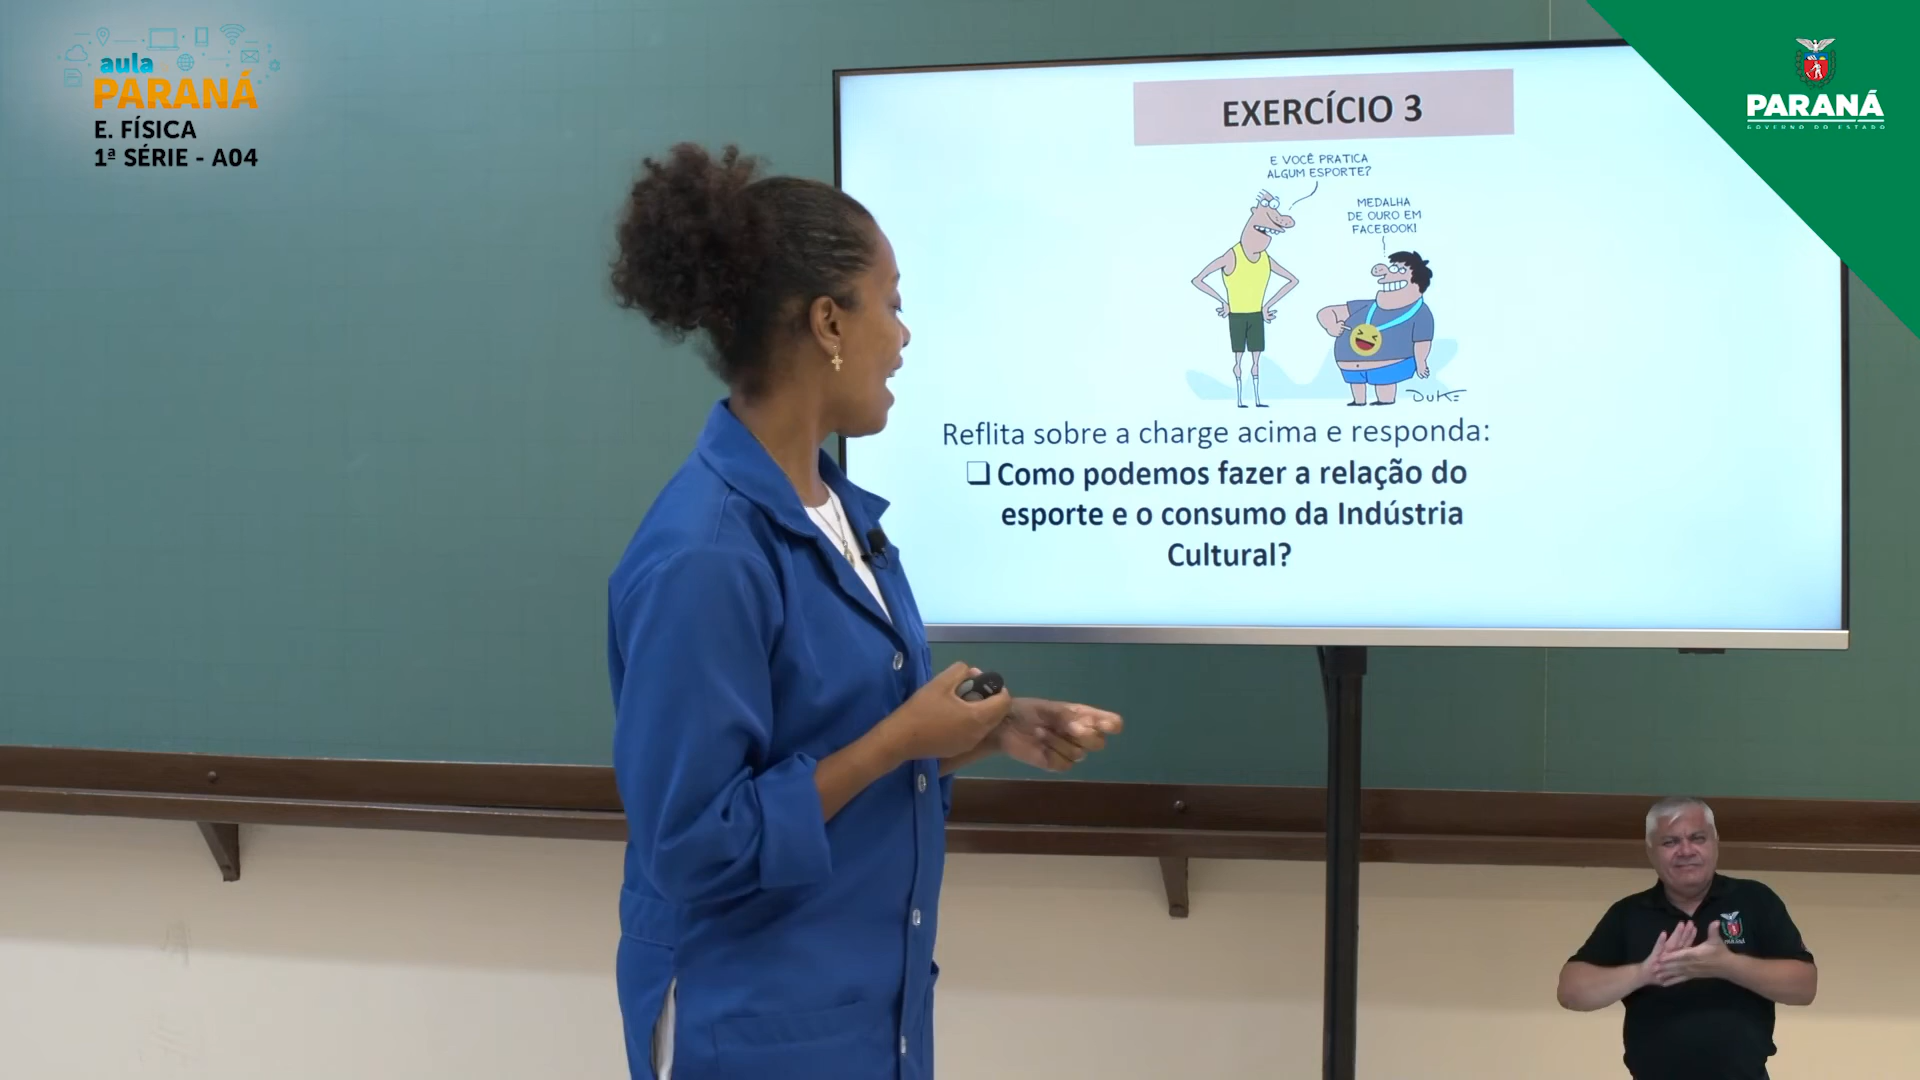 aula
PARANÁ
E. FÍSICA
1ª SÉRIE - A04
PARANÁ
GOVERNO DO ESTADO
EXERCÍCIO 3
E VOCÊ PRATICA
ALGUM ESPORTE?
MEDALHA
DE OURO EM
FACEBOOK!
DUKE
Reflita sobre a charge acima e responda:
❑ Como podemos fazer a relação do
esporte e o consumo da Indústria
Cultural?